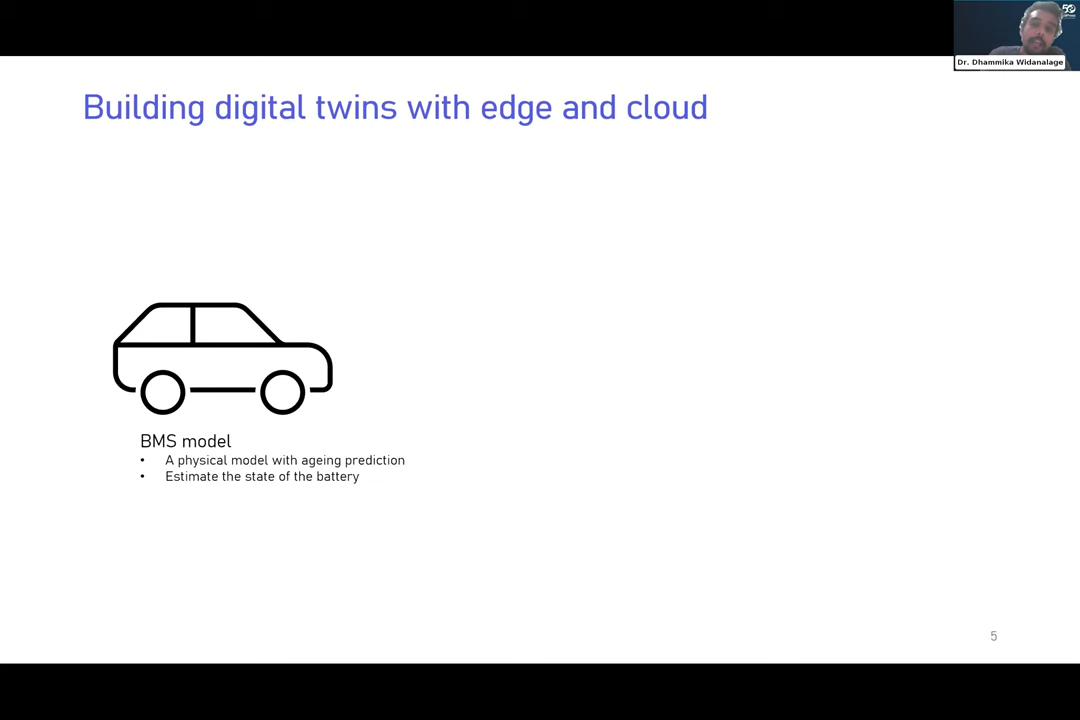 50
Dr. Dhammika Widanalage
Building digital twins with edge and cloud
BMS model
• A physical model with ageing prediction
• Estimate the state of the battery
5